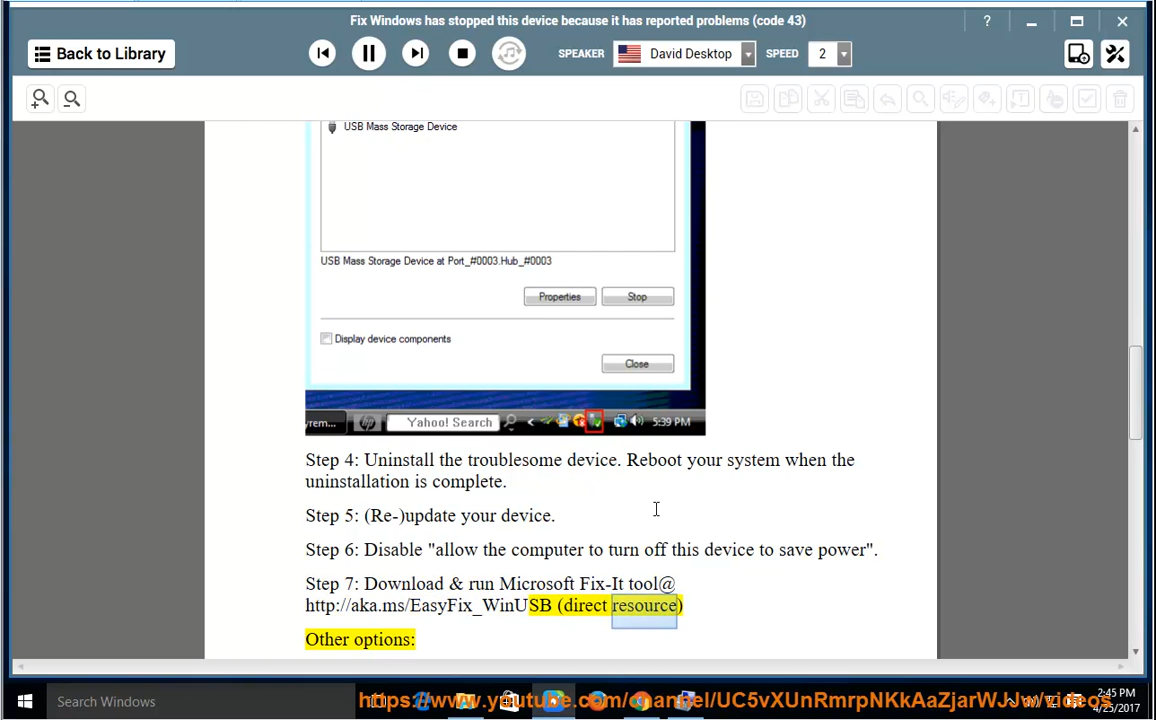 Fix Windows has stopped this device because it has reported problems (code 43)
?
Back to Library
SPEAKER
David Desktop
SPEED
2
USB Mass Storage Device
USB Mass Storage Device at Port_#0003.Hub_#0003
Properties
Stop
Display device components
Close
Yahoo! Search
5:39 PM
Step 4: Uninstall the troublesome device. Reboot your system when the
uninstallation is complete.
Step 5: (Re-)update your device.
Step 6: Disable "allow the computer to turn off this device to save power".
Step 7: Download & run Microsoft Fix-It tool@
http://aka.ms/EasyFix_WinUSB (direct resource)
Other options:
Search Windows
2:45 PM
4/25/2017